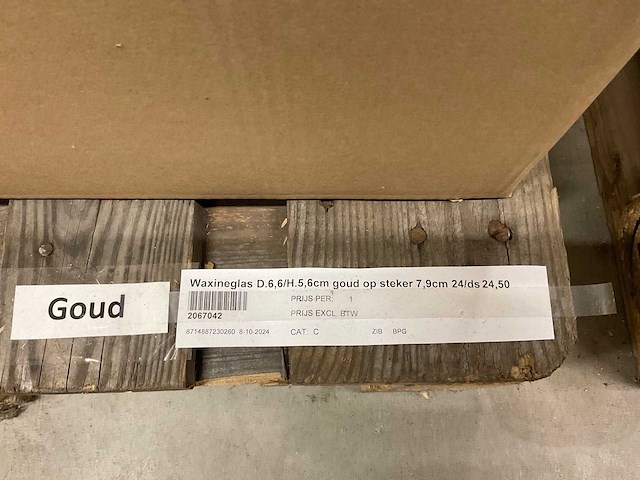 Goud
Waxineglas D.6,6/H.5,6cm goud op steker 7,9cm 24/ds 24,50
PRIJS PER: 1
2067042
PRIJS EXCL. BTW
8714887230260 8-10-2024 CAT: C ZIB BPG